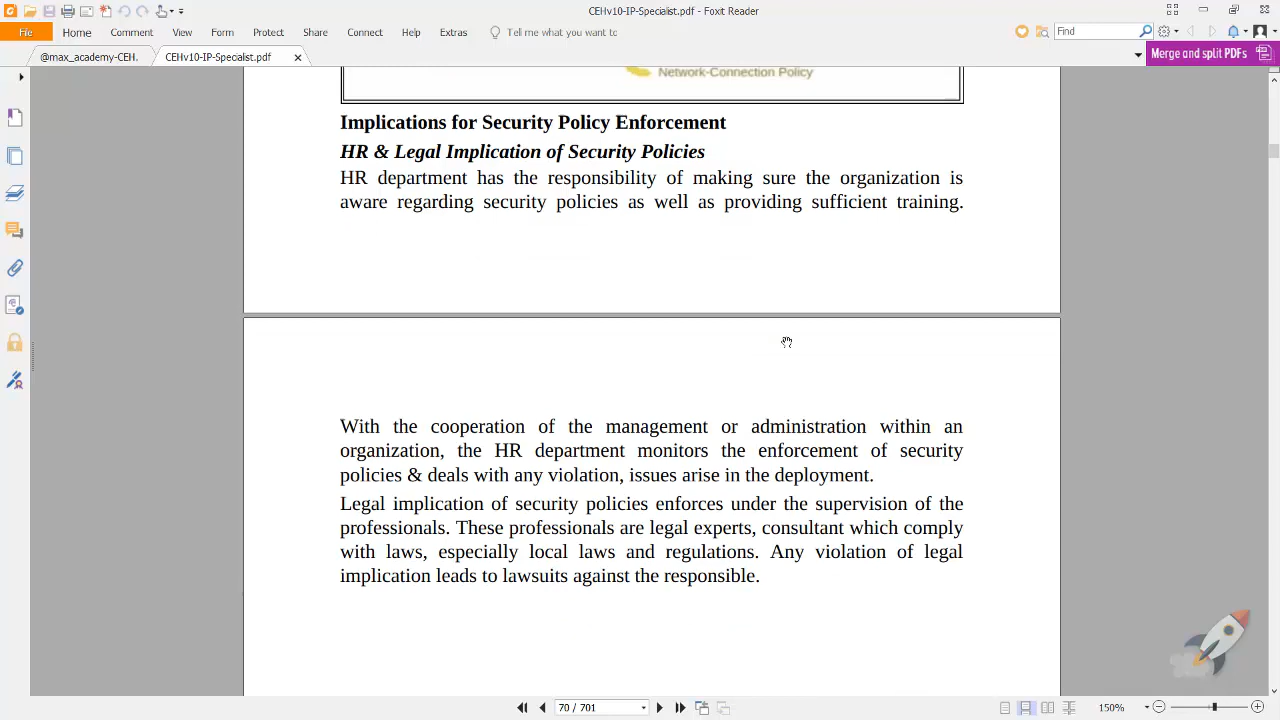 CEHv10-IP-Specialist.pdf - Foxit Reader
File Home Comment View Form Protect Share Connect Help Extras Tell me what you want to Find
@max_academy-CEH. CEHv10-IP-Specialist.pdf Merge and split PDFs
Network-Connection Policy
Implications for Security Policy Enforcement
HR & Legal Implication of Security Policies
HR department has the responsibility of making sure the organization is
aware regarding security policies as well as providing sufficient training.
With the cooperation of the management or administration within an
organization, the HR department monitors the enforcement of security
policies & deals with any violation, issues arise in the deployment.
Legal implication of security policies enforces under the supervision of the
professionals. These professionals are legal experts, consultant which comply
with laws, especially local laws and regulations. Any violation of legal
implication leads to lawsuits against the responsible.
70 / 701 150%